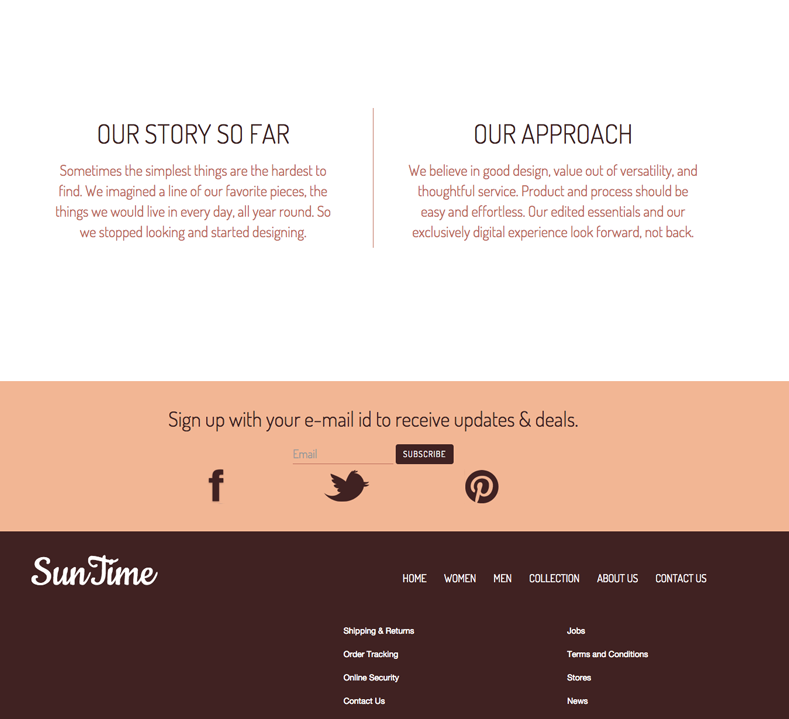 OUR STORY SO FAR
Sometimes the simplest things are the hardest to
find. We imagined a line of our favorite pieces, the
things we would live in every day, all year round. So
we stopped looking and started designing.
OUR APPROACH
We believe in good design, value out of versatility, and
thoughtful service. Product and process should be
easy and effortless. Our edited essentials and our
exclusively digital experience look forward, not back.
Sign up with your e-mail id to receive updates & deals.
Email
SUBSCRIBE
SunTime
HOME WOMEN MEN COLLECTION ABOUT US CONTACT US
Shipping & Returns
Order Tracking
Online Security
Contact Us
Jobs
Terms and Conditions
Stores
News